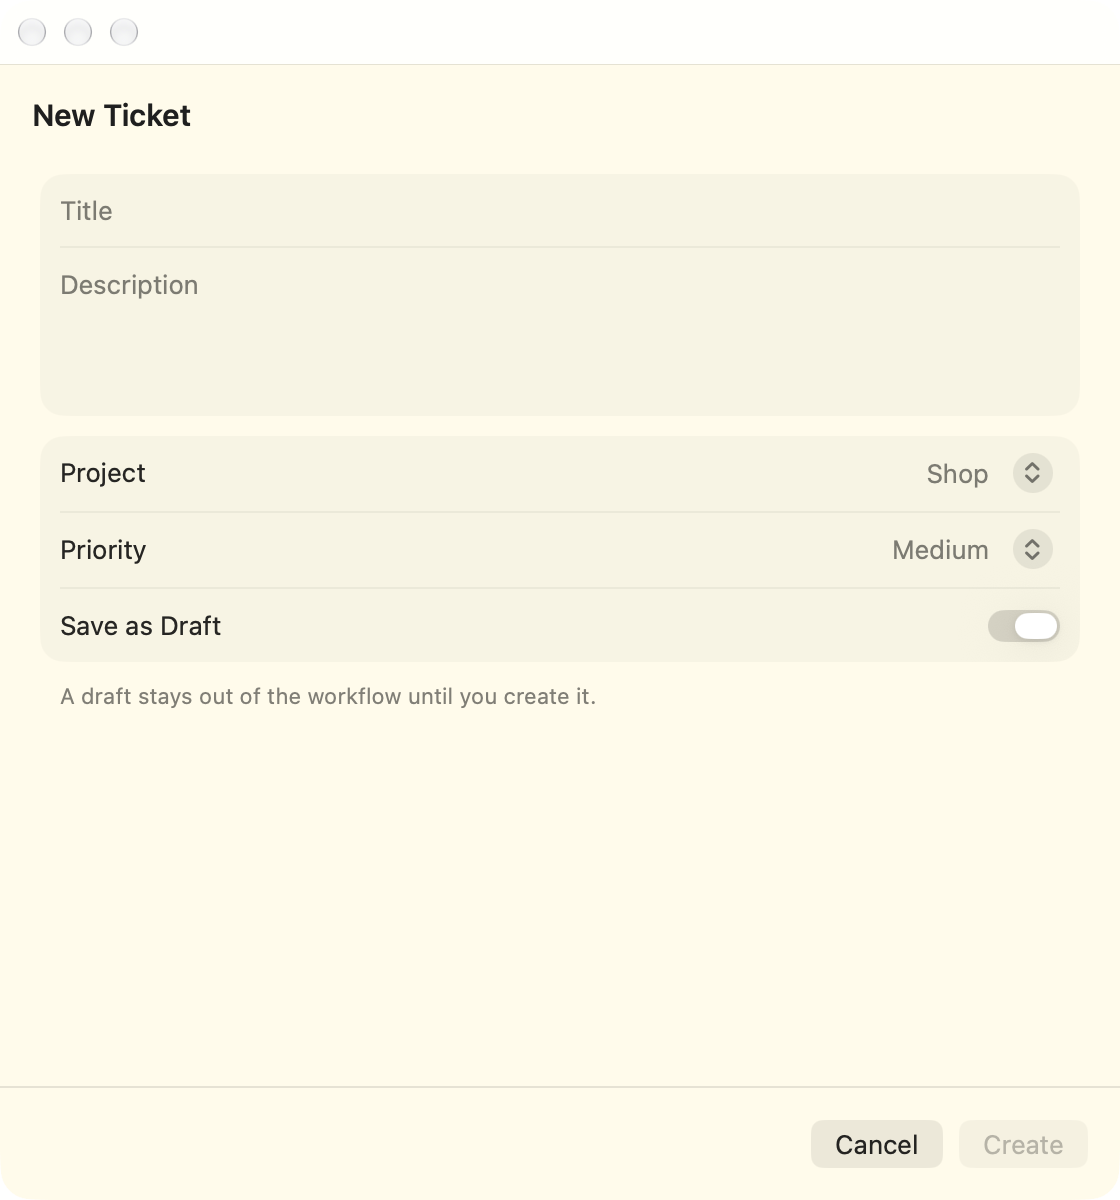 New Ticket
Title
Description
Project Shop
Priority Medium
Save as Draft
A draft stays out of the workflow until you create it.
Cancel Create